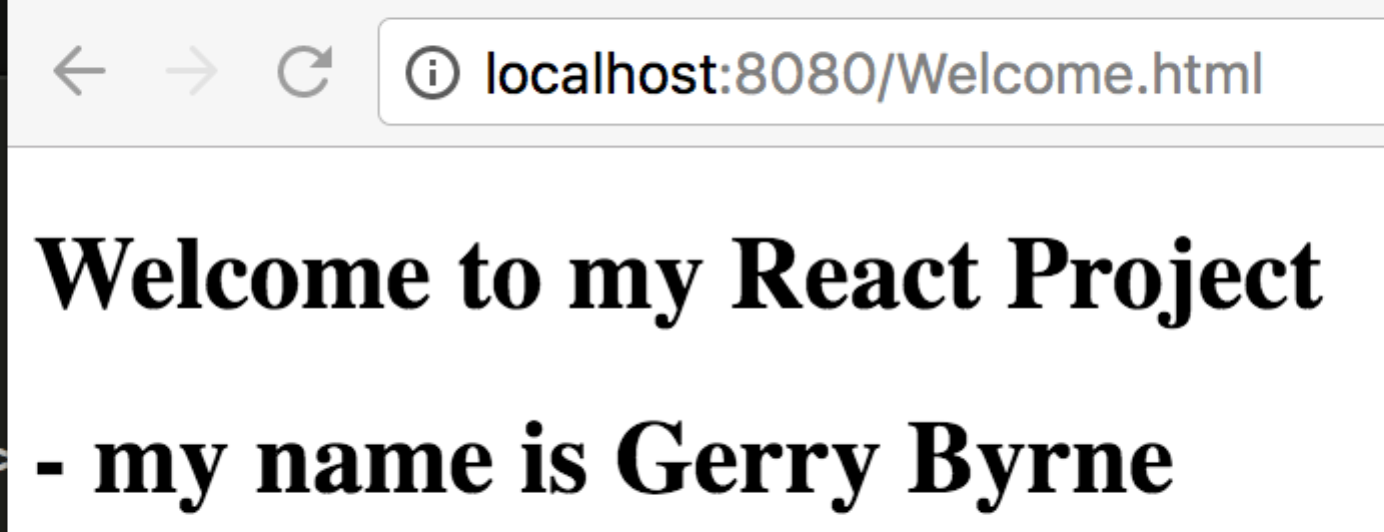 localhost:8080/Welcome.html
Welcome to my React Project
- my name is Gerry Byrne